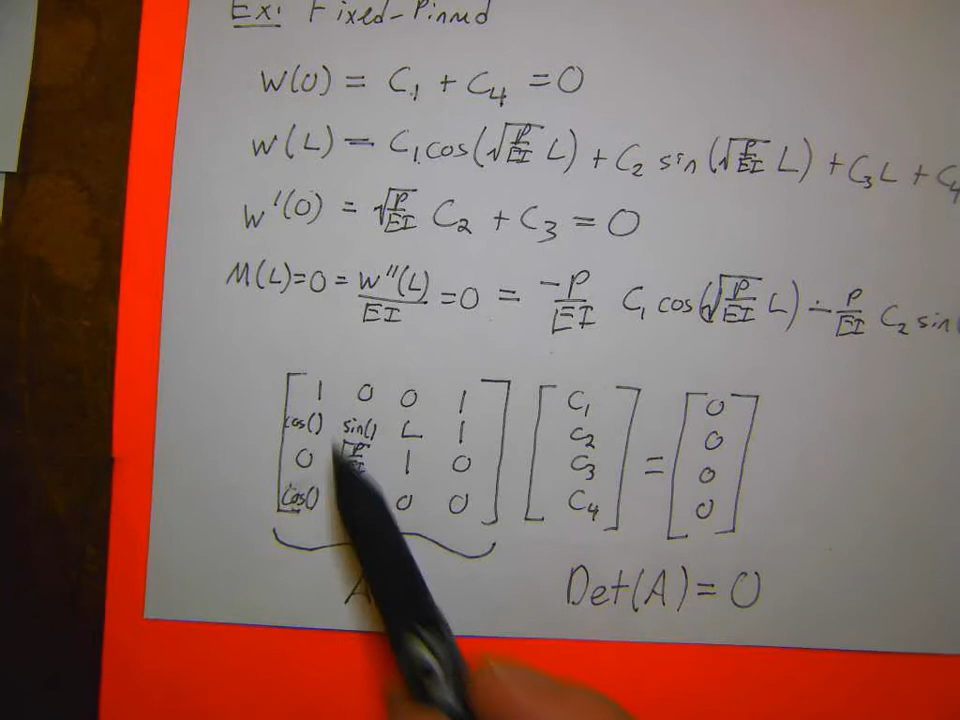 Ex: Fixed-Pinned
w(0) = C₁ + C₄ = 0
w(L) = C₁cos(√(P/EI) L) + C₂ sin(√(P/EI) L) + C₃L + C₄
w'(0) = √(P/EI) C₂ + C₃ = 0
M(L)=0 = w''(L)/EI = 0 = -P/EI C₁ cos(√(P/EI) L) - P/EI C₂ sin(
[1 0 0 1] [C₁] [0]
[cos() sin() L 1] [C₂] [0]
[0 √(P/EI) 1 0] [C₃] = [0]
[cos() 0 0] [C₄] [0]
A Det(A) = 0